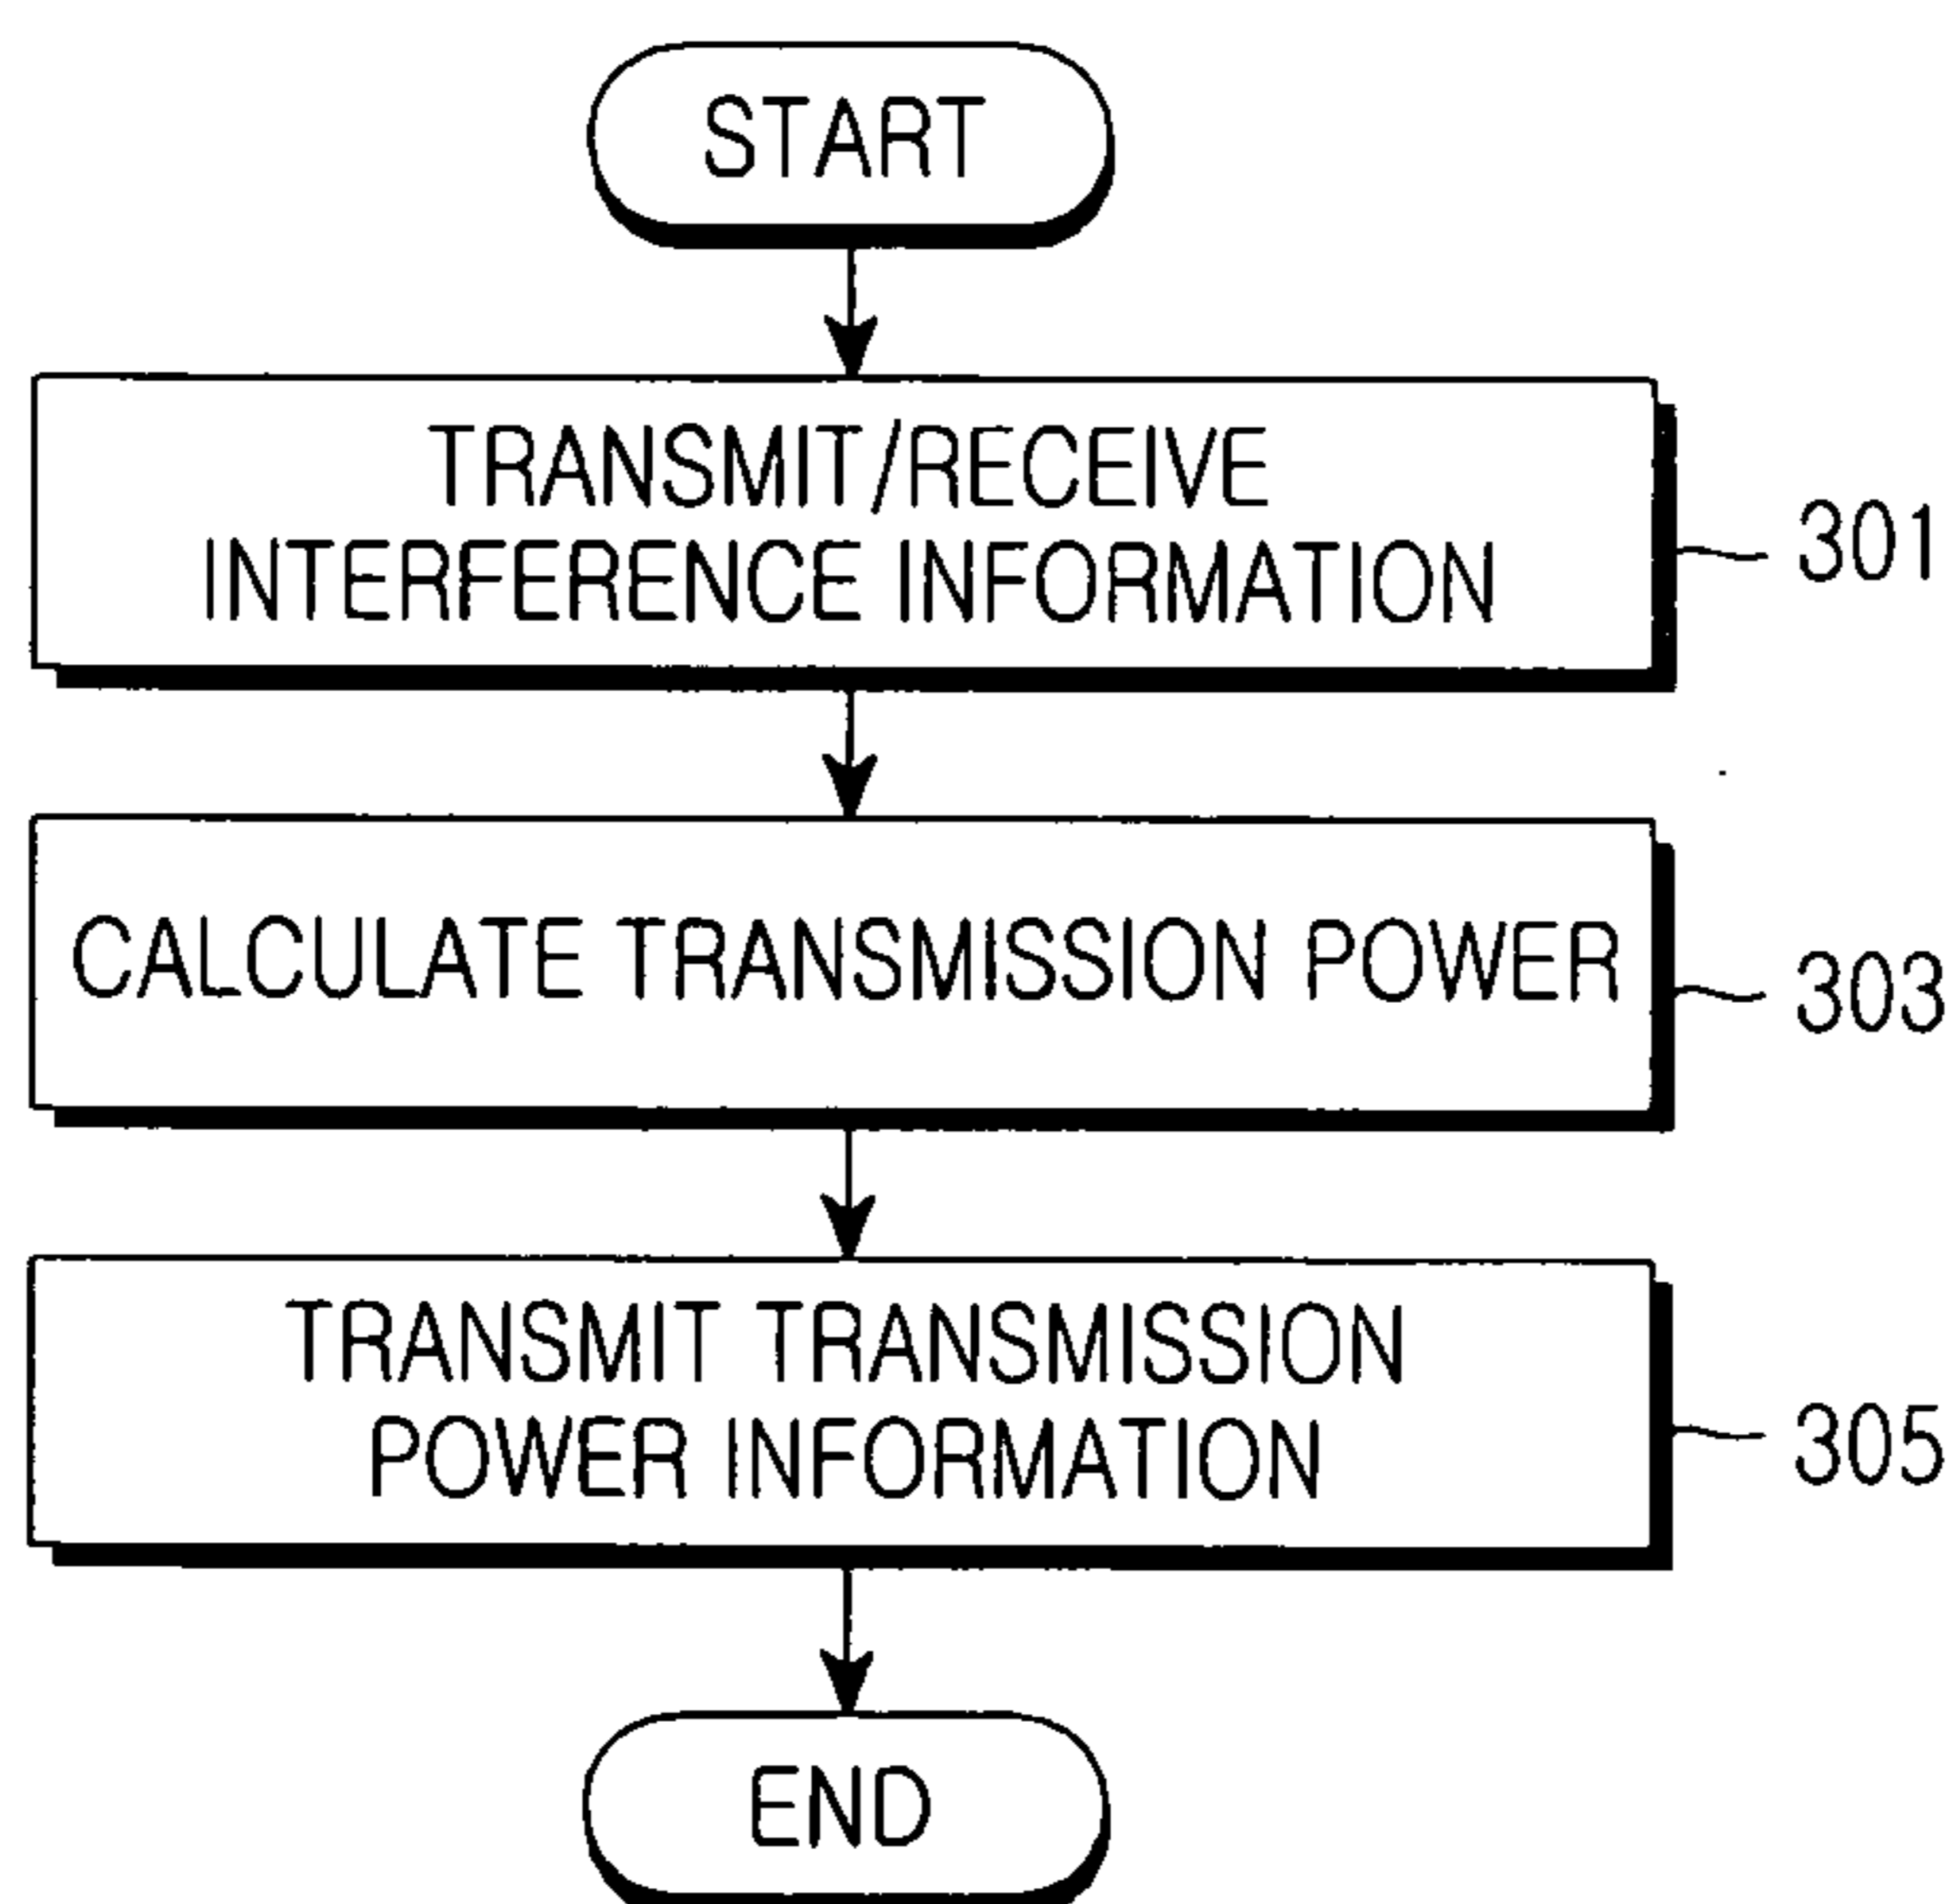 START
TRANSMIT/RECEIVE
INTERFERENCE INFORMATION
301
CALCULATE TRANSMISSION POWER
303
TRANSMIT TRANSMISSION
POWER INFORMATION
305
END